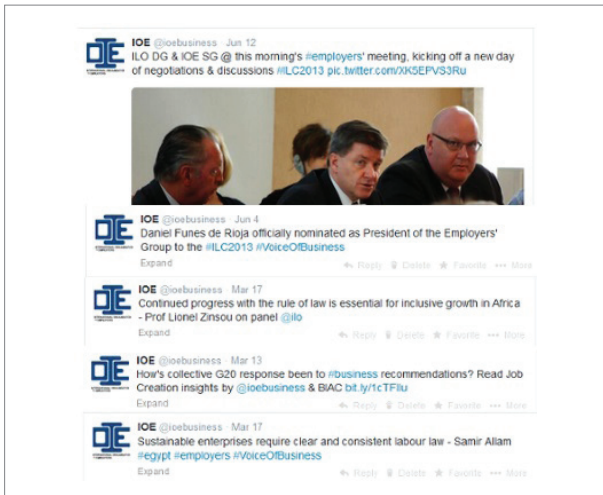 IOE @ioebusiness · Jun 12
ILO DG & IOE SG @ this morning's #employers' meeting, kicking off a new day
of negotiations & discussions #ILC2013 pic.twitter.com/XK5EPVS3Ru
IOE @ioebusiness · Jun 4
Daniel Funes de Rioja officially nominated as President of the Employers'
Group to the #ILC2013 #VoiceOfBusiness
Expand
Reply Delete Favorite More
IOE @ioebusiness · Mar 17
Continued progress with the rule of law is essential for inclusive growth in Africa
- Prof Lionel Zinsou on panel @ilo
Expand
Reply Delete Favorite More
IOE @ioebusiness · Mar 13
How's collective G20 response been to #business recommendations? Read Job
Creation insights by @ioebusiness & BIAC
Expand
Reply Delete Favorite More
IOE @ioebusiness · Mar 17
Sustainable enterprises require clear and consistent labour law - Samir Allam
#egypt #employers #VoiceOfBusiness
Expand
Reply Delete Favorite More